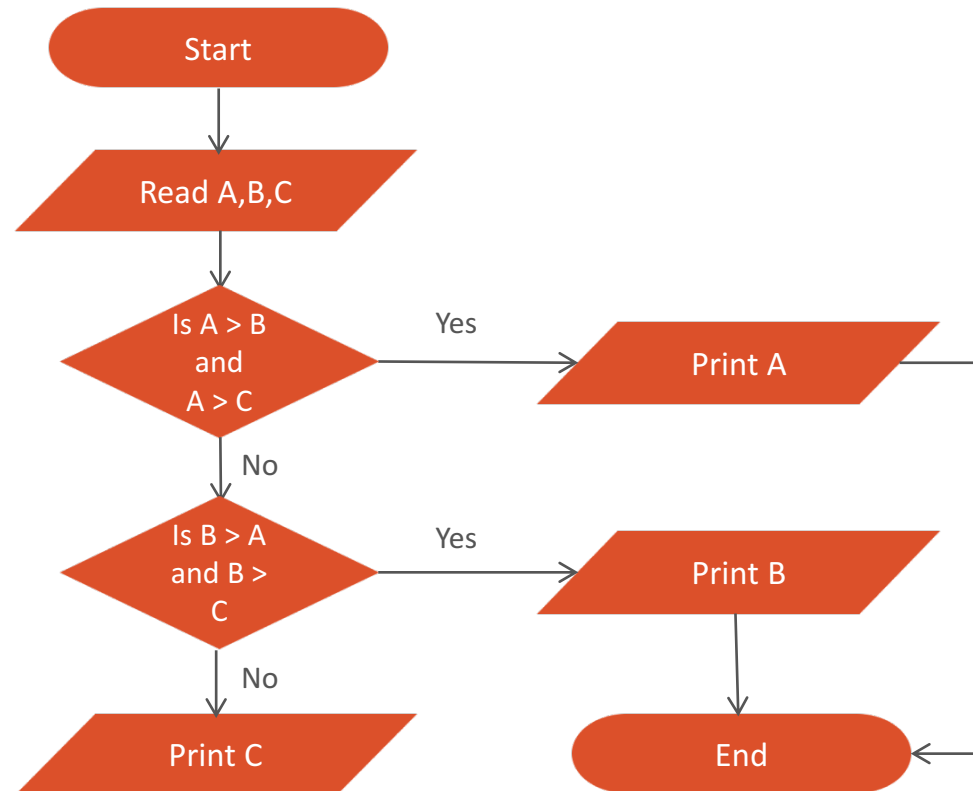 Start
Read A,B,C
Is A > B
and
A > C
Yes
Print A
No
Is B > A
and B >
C
Yes
Print B
No
Print C
End